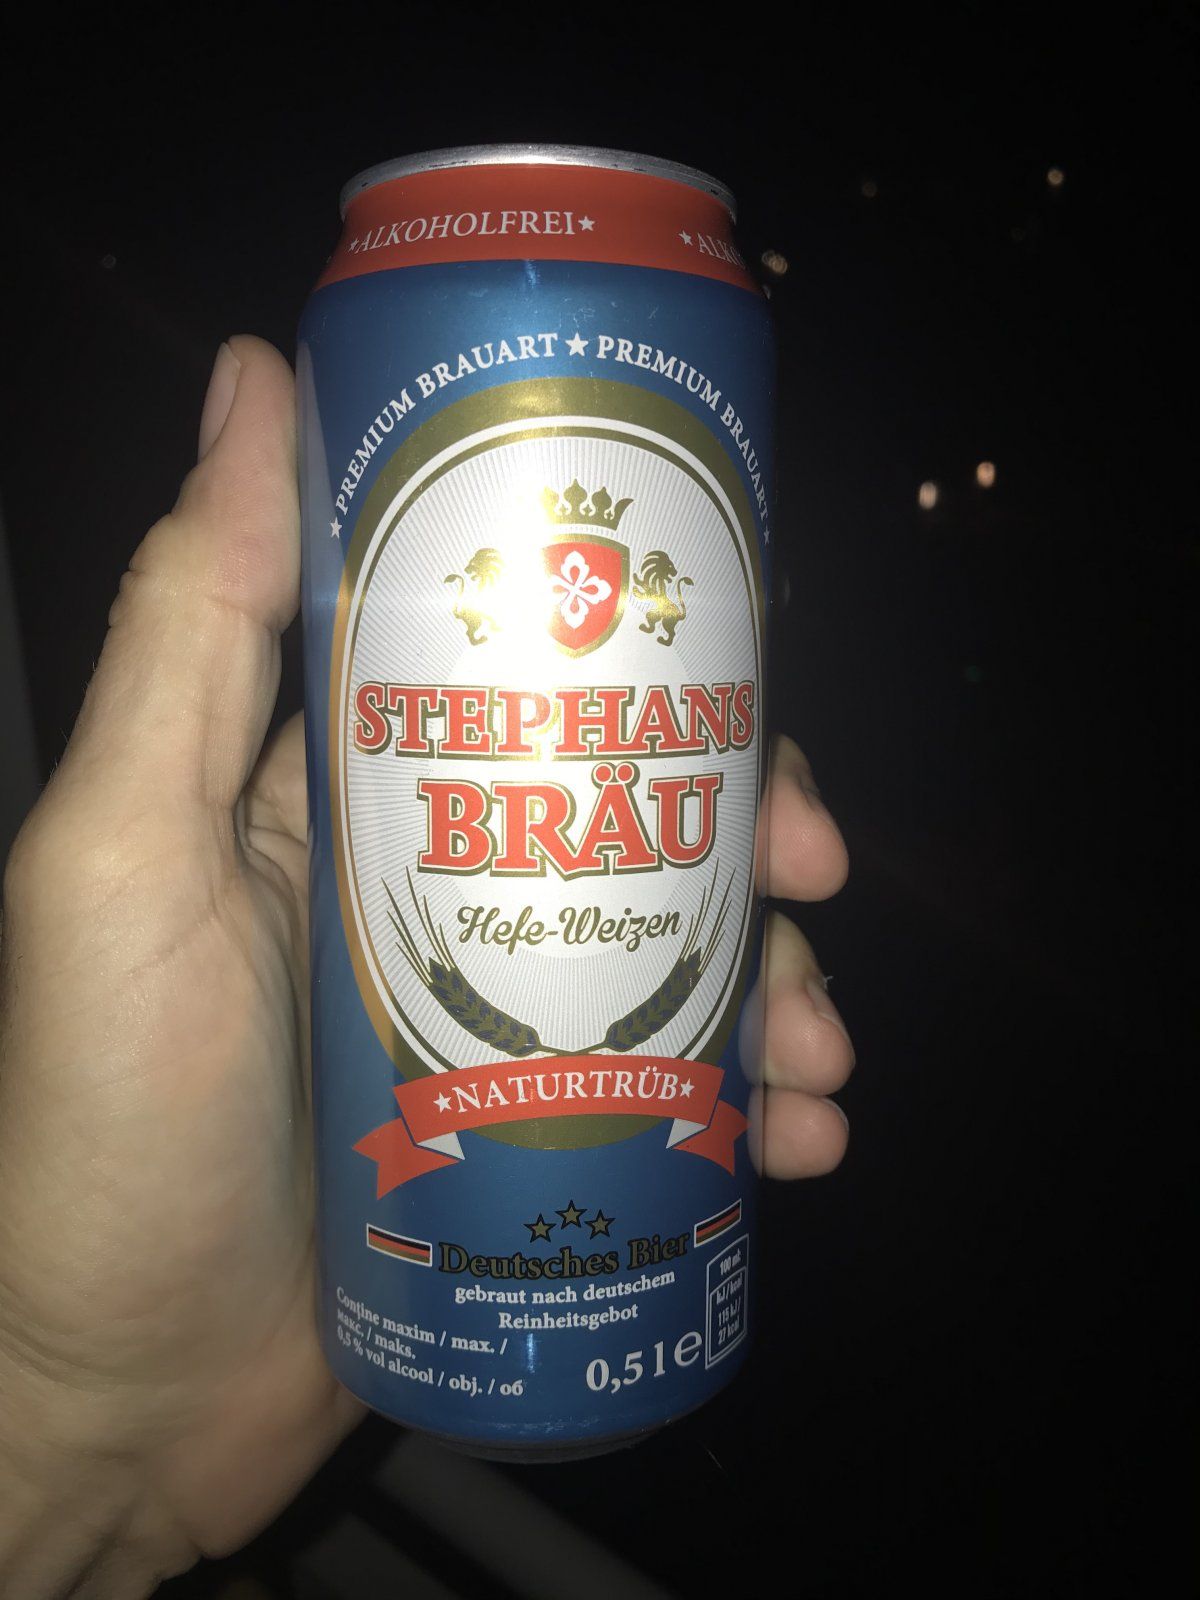 ★ALKOHOLFREI★
★ALKO
★PREMIUM BRAUART★PREMIUM BRAUART★
STEPHANS
BRÄU
Hefe-Weizen
★NATURTRÜB★
Deutsches Bier
gebraut nach deutschem
Reinheitsgebot
Conţine maxim / max. /
макс. / maks.
0,5 % vol alcool / obj. / об
0,5 l e
100 ml:
kJ / kcal
115 kJ /
27 kcal